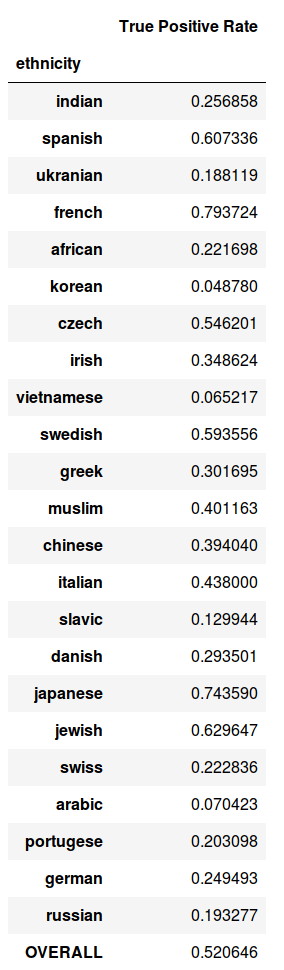 True Positive Rate
ethnicity
indian 0.256858
spanish 0.607336
ukranian 0.188119
french 0.793724
african 0.221698
korean 0.048780
czech 0.546201
irish 0.348624
vietnamese 0.065217
swedish 0.593556
greek 0.301695
muslim 0.401163
chinese 0.394040
italian 0.438000
slavic 0.129944
danish 0.293501
japanese 0.743590
jewish 0.629647
swiss 0.222836
arabic 0.070423
portugese 0.203098
german 0.249493
russian 0.193277
OVERALL 0.520646